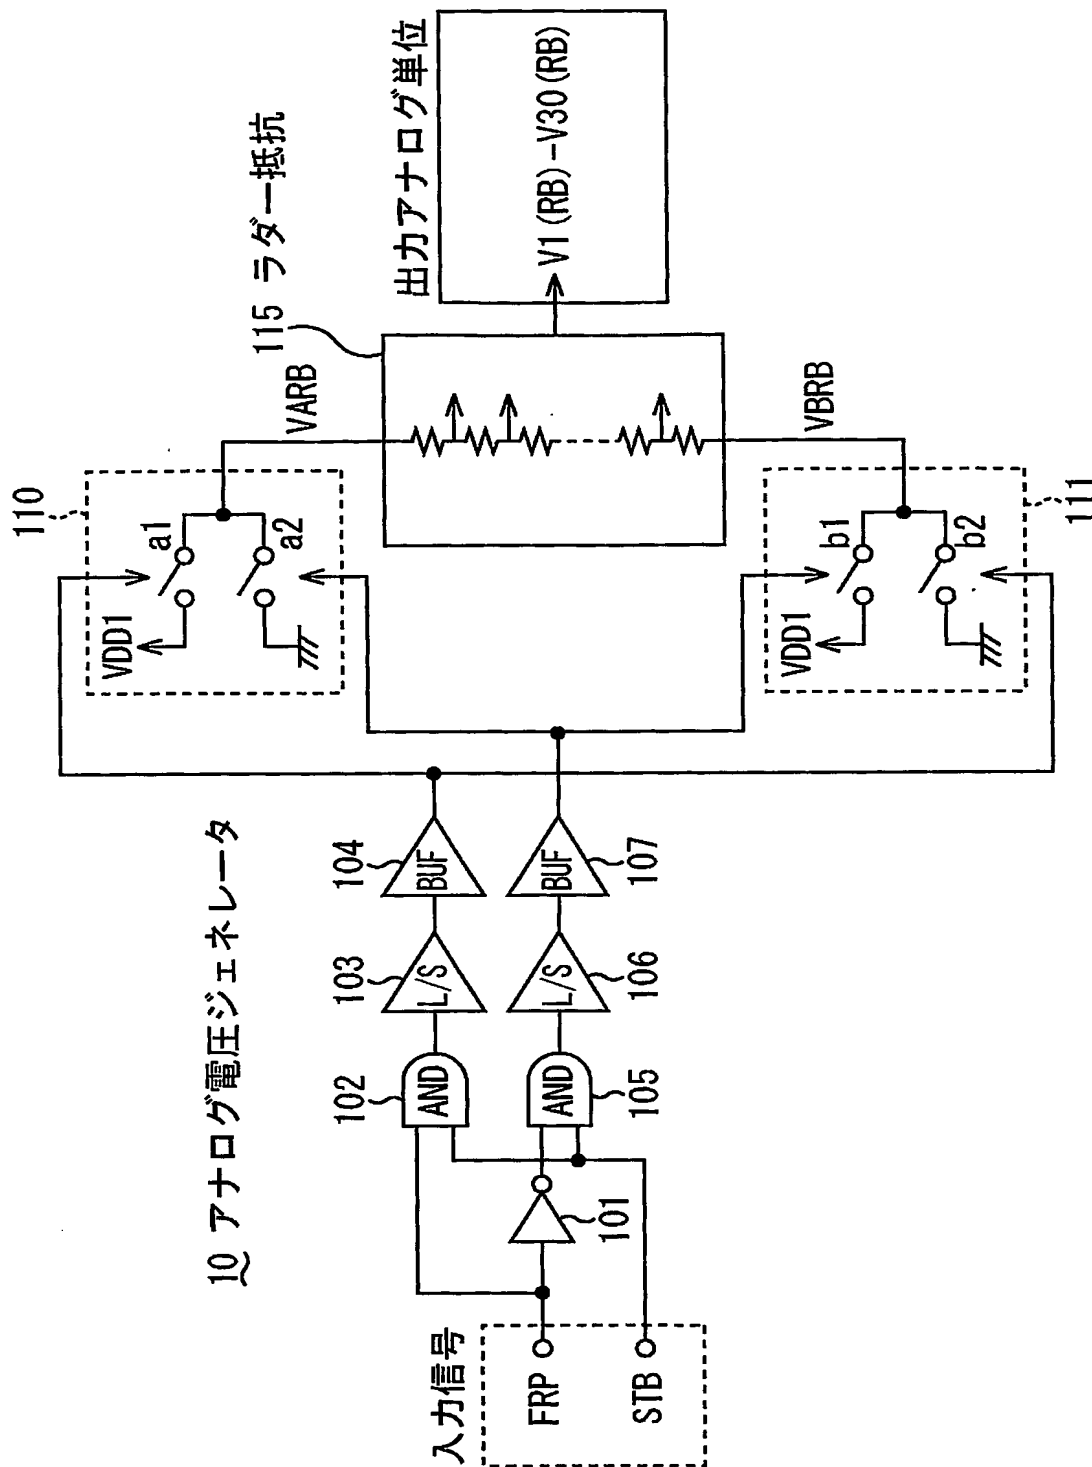 10 アナログ電圧ジェネレータ
入力信号
FRP
STB
101
102
AND
103
L/S
104
BUF
AND
105
L/S
106
BUF
107
110
VDD1
a1
a2
VARB
115 ラダー抵抗
出力アナログ単位
V1(RB)-V30(RB)
VBRB
VDD1
b1
b2
111